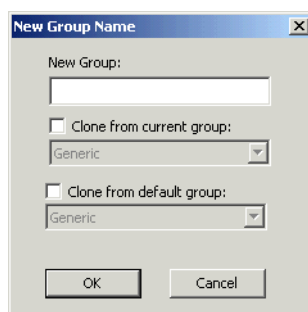 New Group Name
New Group:
Clone from current group:
Generic
Clone from default group:
Generic
OK
Cancel